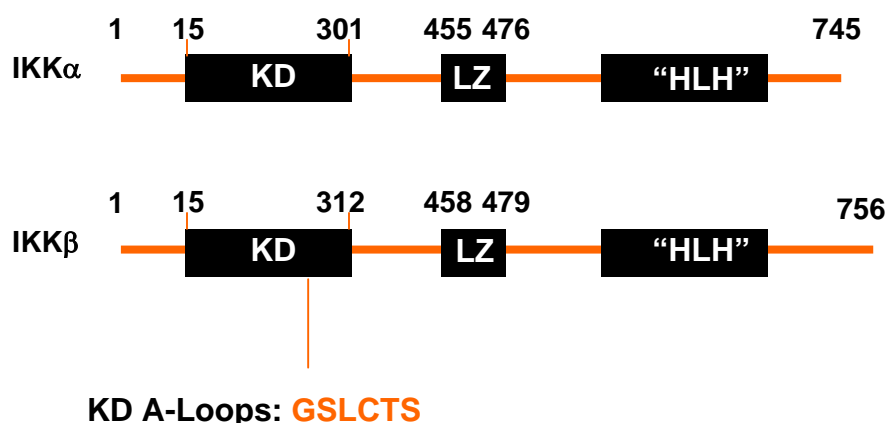 1 15 301 455 476 745
IKKα KD LZ “HLH”
1 15 312 458 479 756
IKKβ KD LZ “HLH”
KD A-Loops: GSLCTS